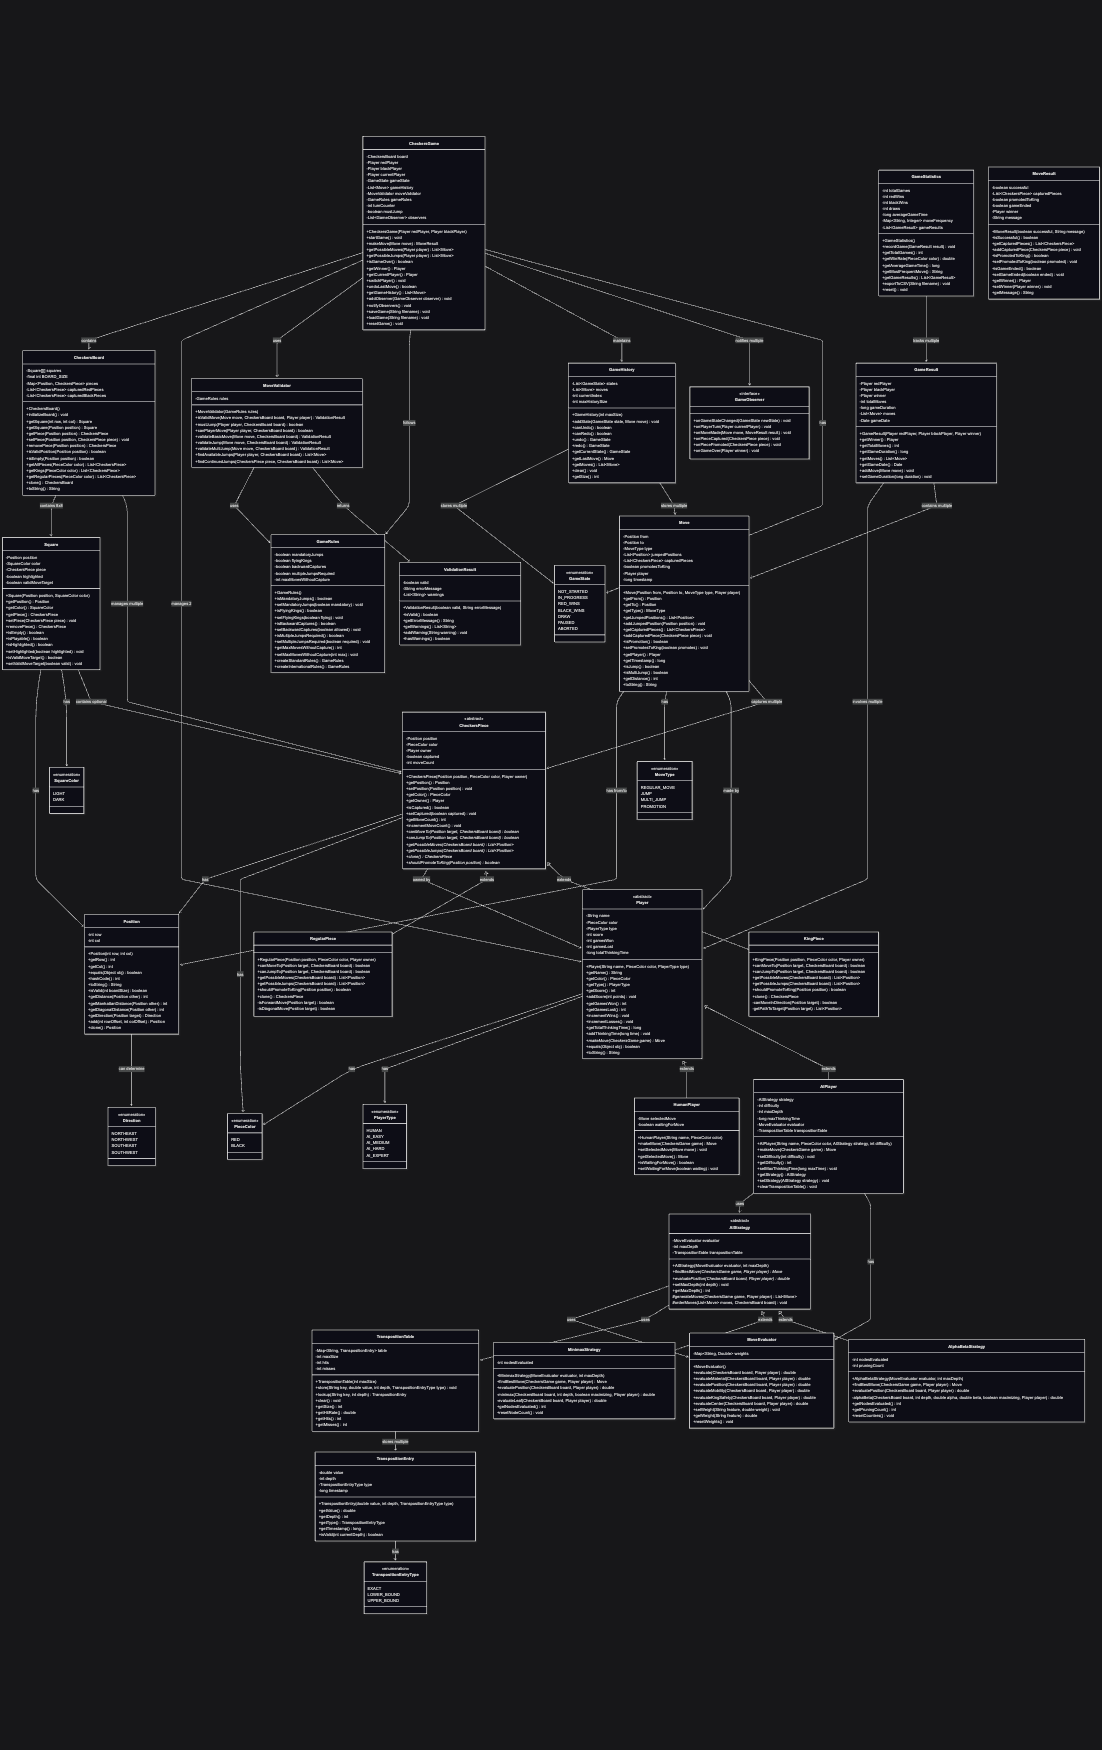 CheckersGame
-CheckersBoard board
-Player redPlayer
-Player blackPlayer
-Player currentPlayer
-GameState gameState
-List<Move> gameHistory
-MoveValidator moveValidator
-GameRules gameRules
-int turnCounter
-boolean mustJump
-List<GameObserver> observers
+CheckersGame(Player redPlayer, Player blackPlayer)
+startGame() : void
+makeMove(Move move) : MoveResult
+getPossibleMoves(Player player) : List<Move>
+getPossibleJumps(Player player) : List<Move>
+isGameOver() : boolean
+getWinner() : Player
+getCurrentPlayer() : Player
+switchPlayer() : void
+undoLastMove() : boolean
+getGameHistory() : List<Move>
+addObserver(GameObserver observer) : void
+notifyObservers() : void
+saveGame(String filename) : void
+loadGame(String filename) : void
+resetGame() : void
GameStatistics
-int totalGames
-int redWins
-int blackWins
-int draws
-long averageGameTime
-Map<String, Integer> moveFrequency
-List<GameResult> gameResults
+GameStatistics()
+recordGame(GameResult result) : void
+getTotalGames() : int
+getWinRate(PieceColor color) : double
+getAverageGameTime() : long
+getMostFrequentMove() : String
+getGameResults() : List<GameResult>
+exportToCSV(String filename) : void
+reset() : void
MoveResult
-boolean successful
-List<CheckersPiece> capturedPieces
-boolean promotedToKing
-boolean gameEnded
-Player winner
-String message
+MoveResult(boolean successful, String message)
+isSuccessful() : boolean
+getCapturedPieces() : List<CheckersPiece>
+addCapturedPiece(CheckersPiece piece) : void
+isPromotedToKing() : boolean
+setPromotedToKing(boolean promoted) : void
+isGameEnded() : boolean
+setGameEnded(boolean ended) : void
+getWinner() : Player
+setWinner(Player winner) : void
+getMessage() : String
contains
uses
maintains
notifies multiple
tracks multiple
CheckersBoard
-Square[][] squares
-final int BOARD_SIZE
-Map<Position, CheckersPiece> pieces
-List<CheckersPiece> capturedRedPieces
-List<CheckersPiece> capturedBlackPieces
+CheckersBoard()
+initializeBoard() : void
+getSquare(int row, int col) : Square
+getSquare(Position position) : Square
+getPiece(Position position) : CheckersPiece
+setPiece(Position position, CheckersPiece piece) : void
+removePiece(Position position) : CheckersPiece
+isValidPosition(Position position) : boolean
+isEmpty(Position position) : boolean
+getAllPieces(PieceColor color) : List<CheckersPiece>
+getKings(PieceColor color) : List<CheckersPiece>
+getRegularPieces(PieceColor color) : List<CheckersPiece>
+clone() : CheckersBoard
+toString() : String
MoveValidator
-GameRules rules
+MoveValidator(GameRules rules)
+isValidMove(Move move, CheckersBoard board, Player player) : ValidationResult
+mustJump(Player player, CheckersBoard board) : boolean
+canPlayerMove(Player player, CheckersBoard board) : boolean
+validateBasicMove(Move move, CheckersBoard board) : ValidationResult
+validateJump(Move move, CheckersBoard board) : ValidationResult
+validateMultiJump(Move move, CheckersBoard board) : ValidationResult
+findAvailableJumps(Player player, CheckersBoard board) : List<Move>
+findContinuedJumps(CheckersPiece piece, CheckersBoard board) : List<Move>
follows
GameHistory
-List<GameState> states
-List<Move> moves
-int currentIndex
-int maxHistorySize
+GameHistory(int maxSize)
+addState(GameState state, Move move) : void
+canUndo() : boolean
+canRedo() : boolean
+undo() : GameState
+redo() : GameState
+getCurrentState() : GameState
+getLastMove() : Move
+getMoves() : List<Move>
+clear() : void
+getSize() : int
«interface»
GameObserver
+onGameStateChanged(GameState newState) : void
+onPlayerTurn(Player currentPlayer) : void
+onMoveMade(Move move, MoveResult result) : void
+onPieceCaptured(CheckersPiece piece) : void
+onPiecePromoted(CheckersPiece piece) : void
+onGameOver(Player winner) : void
has
GameResult
-Player redPlayer
-Player blackPlayer
-Player winner
-int totalMoves
-long gameDuration
-List<Move> moves
-Date gameDate
+GameResult(Player redPlayer, Player blackPlayer, Player winner)
+getWinner() : Player
+getTotalMoves() : int
+getGameDuration() : long
+getMoves() : List<Move>
+getGameDate() : Date
+addMove(Move move) : void
+setGameDuration(long duration) : void
contains 8x8
uses
returns
stores multiple
stores multiple
contains multiple
Square
-Position position
-SquareColor color
-CheckersPiece piece
-boolean highlighted
-boolean validMoveTarget
+Square(Position position, SquareColor color)
+getPosition() : Position
+getColor() : SquareColor
+getPiece() : CheckersPiece
+setPiece(CheckersPiece piece) : void
+removePiece() : CheckersPiece
+isEmpty() : boolean
+isPlayable() : boolean
+isHighlighted() : boolean
+setHighlighted(boolean highlighted) : void
+isValidMoveTarget() : boolean
+setValidMoveTarget(boolean valid) : void
manages multiple
manages 2
GameRules
-boolean mandatoryJumps
-boolean flyingKings
-boolean backwardCaptures
-boolean multipleJumpsRequired
-int maxMovesWithoutCapture
+GameRules()
+isMandatoryJumps() : boolean
+setMandatoryJumps(boolean mandatory) : void
+isFlyingKings() : boolean
+setFlyingKings(boolean flying) : void
+isBackwardCaptures() : boolean
+setBackwardCaptures(boolean allowed) : void
+isMultipleJumpsRequired() : boolean
+setMultipleJumpsRequired(boolean required) : void
+getMaxMovesWithoutCapture() : int
+setMaxMovesWithoutCapture(int max) : void
+createStandardRules() : GameRules
+createInternationalRules() : GameRules
ValidationResult
-boolean valid
-String errorMessage
-List<String> warnings
+ValidationResult(boolean valid, String errorMessage)
+isValid() : boolean
+getErrorMessage() : String
+getWarnings() : List<String>
+addWarning(String warning) : void
+hasWarnings() : boolean
«enumeration»
GameState
NOT_STARTED
IN_PROGRESS
RED_WINS
BLACK_WINS
DRAW
PAUSED
ABORTED
Move
-Position from
-Position to
-MoveType type
-List<Position> jumpedPositions
-List<CheckersPiece> capturedPieces
-boolean promotesToKing
-Player player
-long timestamp
+Move(Position from, Position to, MoveType type, Player player)
+getFrom() : Position
+getTo() : Position
+getType() : MoveType
+getJumpedPositions() : List<Position>
+addJumpedPosition(Position position) : void
+getCapturedPieces() : List<CheckersPiece>
+addCapturedPiece(CheckersPiece piece) : void
+isPromotion() : boolean
+setPromotesToKing(boolean promotes) : void
+getPlayer() : Player
+getTimestamp() : long
+isJump() : boolean
+isMultiJump() : boolean
+getDistance() : int
+toString() : String
has
contains optional
has
captures multiple
involves multiple
«enumeration»
SquareColor
LIGHT
DARK
has
«abstract»
CheckersPiece
-Position position
-PieceColor color
-Player owner
-boolean captured
-int moveCount
+CheckersPiece(Position position, PieceColor color, Player owner)
+getPosition() : Position
+setPosition(Position position) : void
+getColor() : PieceColor
+getOwner() : Player
+isCaptured() : boolean
+setCaptured(boolean captured) : void
+getMoveCount() : int
+incrementMoveCount() : void
+canMoveTo(Position target, CheckersBoard board) : boolean
+canJumpTo(Position target, CheckersBoard board) : boolean
+getPossibleMoves(CheckersBoard board) : List<Position>
+getPossibleJumps(CheckersBoard board) : List<Position>
+clone() : CheckersPiece
+shouldPromoteToKing(Position position) : boolean
«enumeration»
MoveType
REGULAR_MOVE
JUMP
MULTI_JUMP
PROMOTION
has from/to
made by
has
owned by
extends
extends
Position
-int row
-int col
+Position(int row, int col)
+getRow() : int
+getCol() : int
+equals(Object obj) : boolean
+hashCode() : int
+toString() : String
+isValid(int boardSize) : boolean
+getDistance(Position other) : int
+getManhattanDistance(Position other) : int
+getDiagonalDistance(Position other) : int
+getDirection(Position target) : Direction
+add(int rowOffset, int colOffset) : Position
+clone() : Position
RegularPiece
+RegularPiece(Position position, PieceColor color, Player owner)
+canMoveTo(Position target, CheckersBoard board) : boolean
+canJumpTo(Position target, CheckersBoard board) : boolean
+getPossibleMoves(CheckersBoard board) : List<Position>
+getPossibleJumps(CheckersBoard board) : List<Position>
+shouldPromoteToKing(Position position) : boolean
+clone() : CheckersPiece
-isForwardMove(Position target) : boolean
-isDiagonalMove(Position target) : boolean
«abstract»
Player
-String name
-PieceColor color
-PlayerType type
-int score
-int gamesWon
-int gamesLost
-long totalThinkingTime
+Player(String name, PieceColor color, PlayerType type)
+getName() : String
+getColor() : PieceColor
+getType() : PlayerType
+getScore() : int
+addScore(int points) : void
+getGamesWon() : int
+getGamesLost() : int
+incrementWins() : void
+incrementLosses() : void
+getTotalThinkingTime() : long
+addThinkingTime(long time) : void
+makeMove(CheckersGame game) : Move
+equals(Object obj) : boolean
+toString() : String
KingPiece
+KingPiece(Position position, PieceColor color, Player owner)
+canMoveTo(Position target, CheckersBoard board) : boolean
+canJumpTo(Position target, CheckersBoard board) : boolean
+getPossibleMoves(CheckersBoard board) : List<Position>
+getPossibleJumps(CheckersBoard board) : List<Position>
+shouldPromoteToKing(Position position) : boolean
+clone() : CheckersPiece
-canMoveInDirection(Position target) : boolean
-getPathToTarget(Position target) : List<Position>
has
can determine
has
has
extends
extends
«enumeration»
Direction
NORTHEAST
NORTHWEST
SOUTHEAST
SOUTHWEST
«enumeration»
PieceColor
RED
BLACK
«enumeration»
PlayerType
HUMAN
AI_EASY
AI_MEDIUM
AI_HARD
AI_EXPERT
HumanPlayer
-Move selectedMove
-boolean waitingForMove
+HumanPlayer(String name, PieceColor color)
+makeMove(CheckersGame game) : Move
+setSelectedMove(Move move) : void
+getSelectedMove() : Move
+isWaitingForMove() : boolean
+setWaitingForMove(boolean waiting) : void
AIPlayer
-AIStrategy strategy
-int difficulty
-int maxDepth
-long maxThinkingTime
-MoveEvaluator evaluator
-TranspositionTable transpositionTable
+AIPlayer(String name, PieceColor color, AIStrategy strategy, int difficulty)
+makeMove(CheckersGame game) : Move
+setDifficulty(int difficulty) : void
+getDifficulty() : int
+setMaxThinkingTime(long maxTime) : void
+getStrategy() : AIStrategy
+setStrategy(AIStrategy strategy) : void
+clearTranspositionTable() : void
uses
has
«abstract»
AIStrategy
-MoveEvaluator evaluator
-int maxDepth
-TranspositionTable transpositionTable
+AIStrategy(MoveEvaluator evaluator, int maxDepth)
+findBestMove(CheckersGame game, Player player) : Move
+evaluatePosition(CheckersBoard board, Player player) : double
+setMaxDepth(int depth) : void
+getMaxDepth() : int
#generateMoves(CheckersGame game, Player player) : List<Move>
#orderMoves(List<Move> moves, CheckersBoard board) : void
uses
uses
extends
extends
TranspositionTable
-Map<String, TranspositionEntry> table
-int maxSize
-int hits
-int misses
+TranspositionTable(int maxSize)
+store(String key, double value, int depth, TranspositionEntryType type) : void
+lookup(String key, int depth) : TranspositionEntry
+clear() : void
+getSize() : int
+getHitRate() : double
+getHits() : int
+getMisses() : int
MinimaxStrategy
-int nodesEvaluated
+MinimaxStrategy(MoveEvaluator evaluator, int maxDepth)
+findBestMove(CheckersGame game, Player player) : Move
+evaluatePosition(CheckersBoard board, Player player) : double
-minimax(CheckersBoard board, int depth, boolean maximizing, Player player) : double
-evaluateLeaf(CheckersBoard board, Player player) : double
+getNodesEvaluated() : int
+resetNodeCount() : void
MoveEvaluator
-Map<String, Double> weights
+MoveEvaluator()
+evaluate(CheckersBoard board, Player player) : double
+evaluateMaterial(CheckersBoard board, Player player) : double
+evaluatePosition(CheckersBoard board, Player player) : double
+evaluateMobility(CheckersBoard board, Player player) : double
+evaluateKingSafety(CheckersBoard board, Player player) : double
+evaluateCenter(CheckersBoard board, Player player) : double
+setWeight(String feature, double weight) : void
+getWeight(String feature) : double
+resetWeights() : void
AlphaBetaStrategy
-int nodesEvaluated
-int pruningCount
+AlphaBetaStrategy(MoveEvaluator evaluator, int maxDepth)
+findBestMove(CheckersGame game, Player player) : Move
+evaluatePosition(CheckersBoard board, Player player) : double
-alphaBeta(CheckersBoard board, int depth, double alpha, double beta, boolean maximizing, Player player) : double
+getNodesEvaluated() : int
+getPruningCount() : int
+resetCounters() : void
stores multiple
TranspositionEntry
-double value
-int depth
-TranspositionEntryType type
-long timestamp
+TranspositionEntry(double value, int depth, TranspositionEntryType type)
+getValue() : double
+getDepth() : int
+getType() : TranspositionEntryType
+getTimestamp() : long
+isValid(int currentDepth) : boolean
has
«enumeration»
TranspositionEntryType
EXACT
LOWER_BOUND
UPPER_BOUND